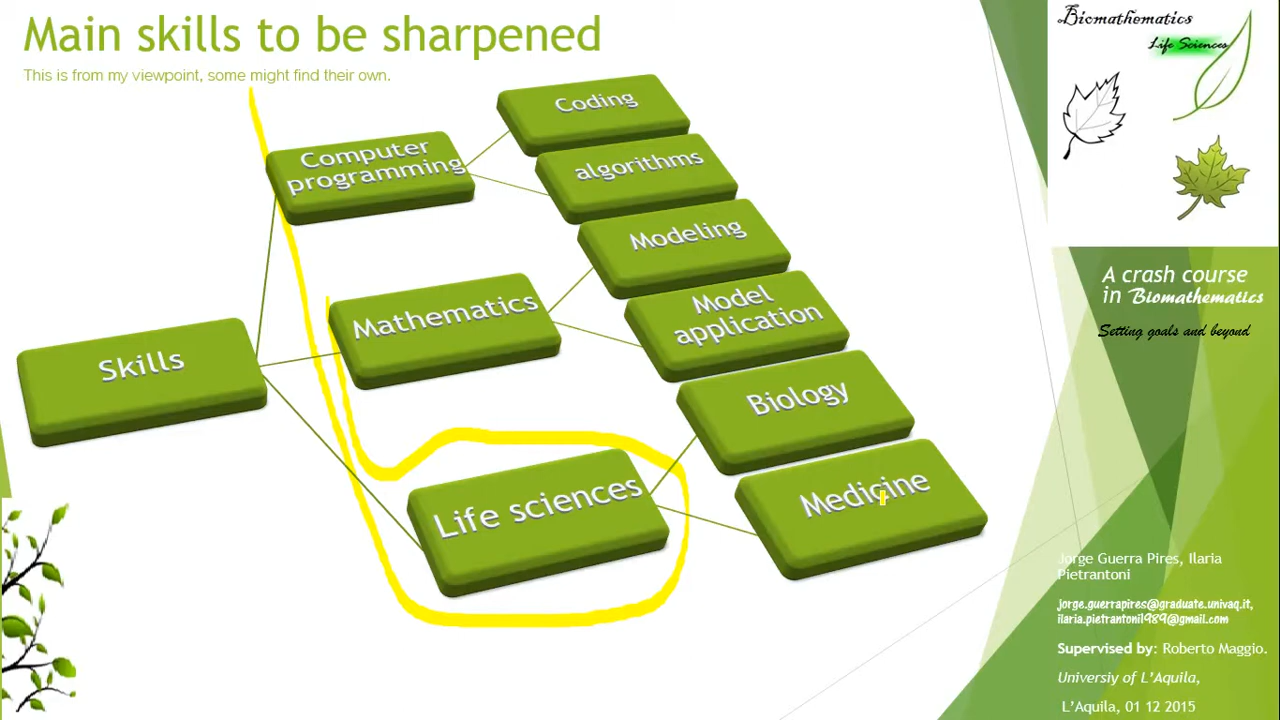 Main skills to be sharpened
This is from my viewpoint, some might find their own.
Skills
Computer
programming
Mathematics
Life sciences
Coding
algorithms
Modeling
Model
application
Biology
Medicine
Biomathematics
Life Sciences
A crash course
in Biomathematics
Setting goals and beyond
Jorge Guerra Pires, Ilaria
Pietrantoni
jorge.guerrapires@graduate.univaq.it,
ilaria.pietrantoni1989@gmail.com
Supervised by: Roberto Maggio.
Universiy of L'Aquila,
L'Aquila, 01 12 2015